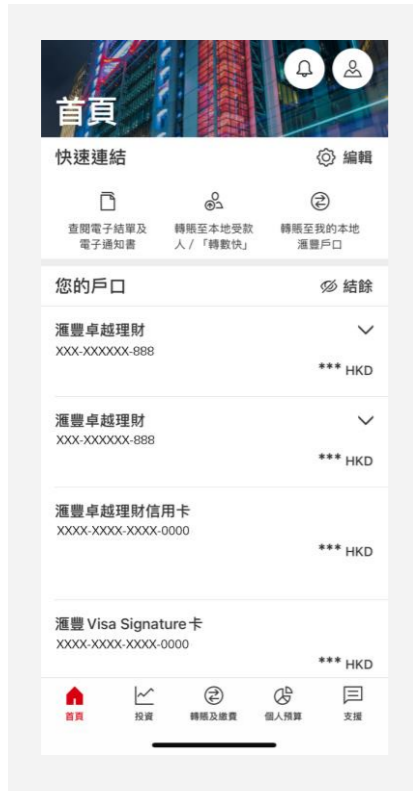 首頁
快速連結
編輯
查閱電子結單及
電子通知書
轉賬至本地受款
人 / 「轉數快」
轉賬至我的本地
滙豐戶口
您的戶口
結餘
滙豐卓越理財
XXX-XXXXXX-888
*** HKD
滙豐卓越理財
XXX-XXXXXX-888
*** HKD
滙豐卓越理財信用卡
XXXX-XXXX-XXXX-0000
*** HKD
滙豐 Visa Signature 卡
XXXX-XXXX-XXXX-0000
*** HKD
首頁
投資
轉賬及繳費
個人預算
支援